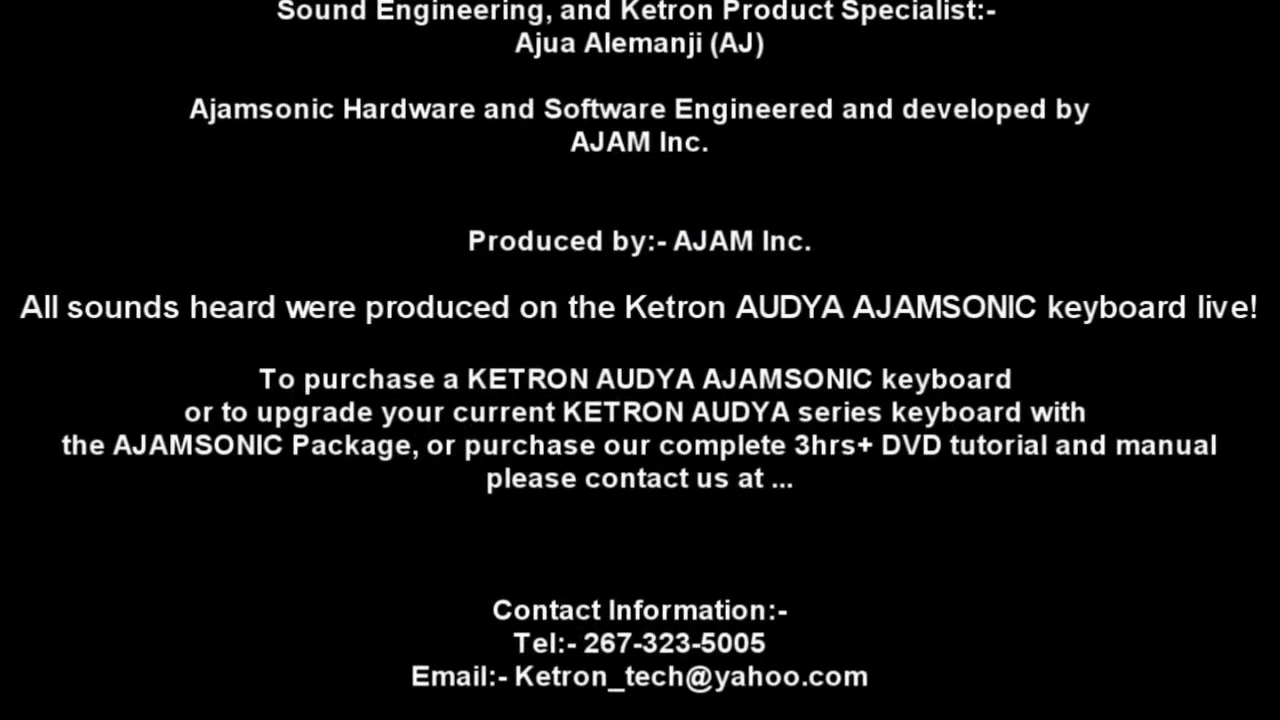 Sound Engineering, and Ketron Product Specialist:-
Ajua Alemanji (AJ)
Ajamsonic Hardware and Software Engineered and developed by
AJAM Inc.
Produced by:- AJAM Inc.
All sounds heard were produced on the Ketron AUDYA AJAMSONIC keyboard live!
To purchase a KETRON AUDYA AJAMSONIC keyboard
or to upgrade your current KETRON AUDYA series keyboard with
the AJAMSONIC Package, or purchase our complete 3hrs+ DVD tutorial and manual
please contact us at ...
Contact Information:-
Tel:- 267-323-5005
Email:- Ketron_tech@yahoo.com